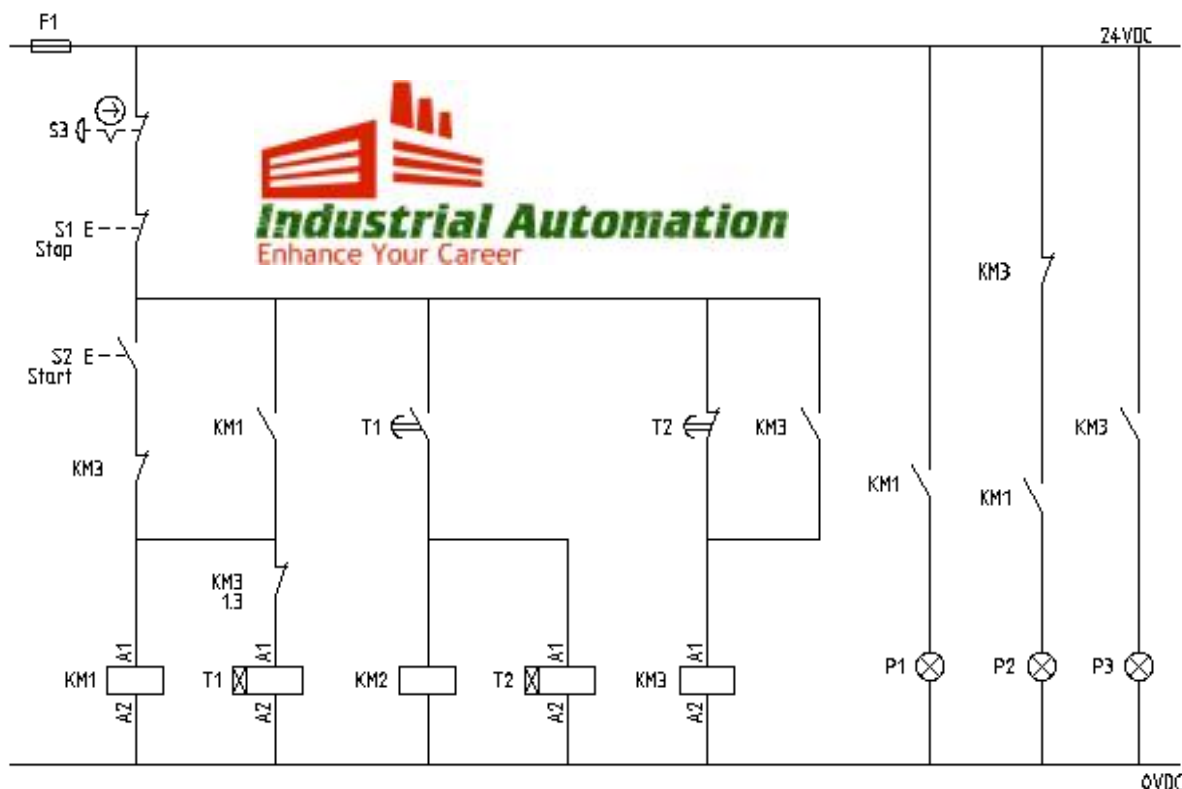 F1
24VDC
S3
S1 E
Stop
KM3
S2 E
Start
KM1
T1
T2
KM3
KM3
KM3
KM1
KM1
KM3
1.3
A1
A1
A1
A1
KM1
T1
KM2
T2
KM3
P1
P2
P3
A2
A2
A2
A2
0VDC
Industrial Automation
Enhance Your Career